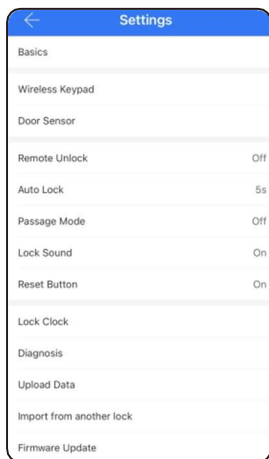 Settings
Basics
Wireless Keypad
Door Sensor
Remote Unlock Off
Auto Lock 5s
Passage Mode Off
Lock Sound On
Reset Button On
Lock Clock
Diagnosis
Upload Data
Import from another lock
Firmware Update